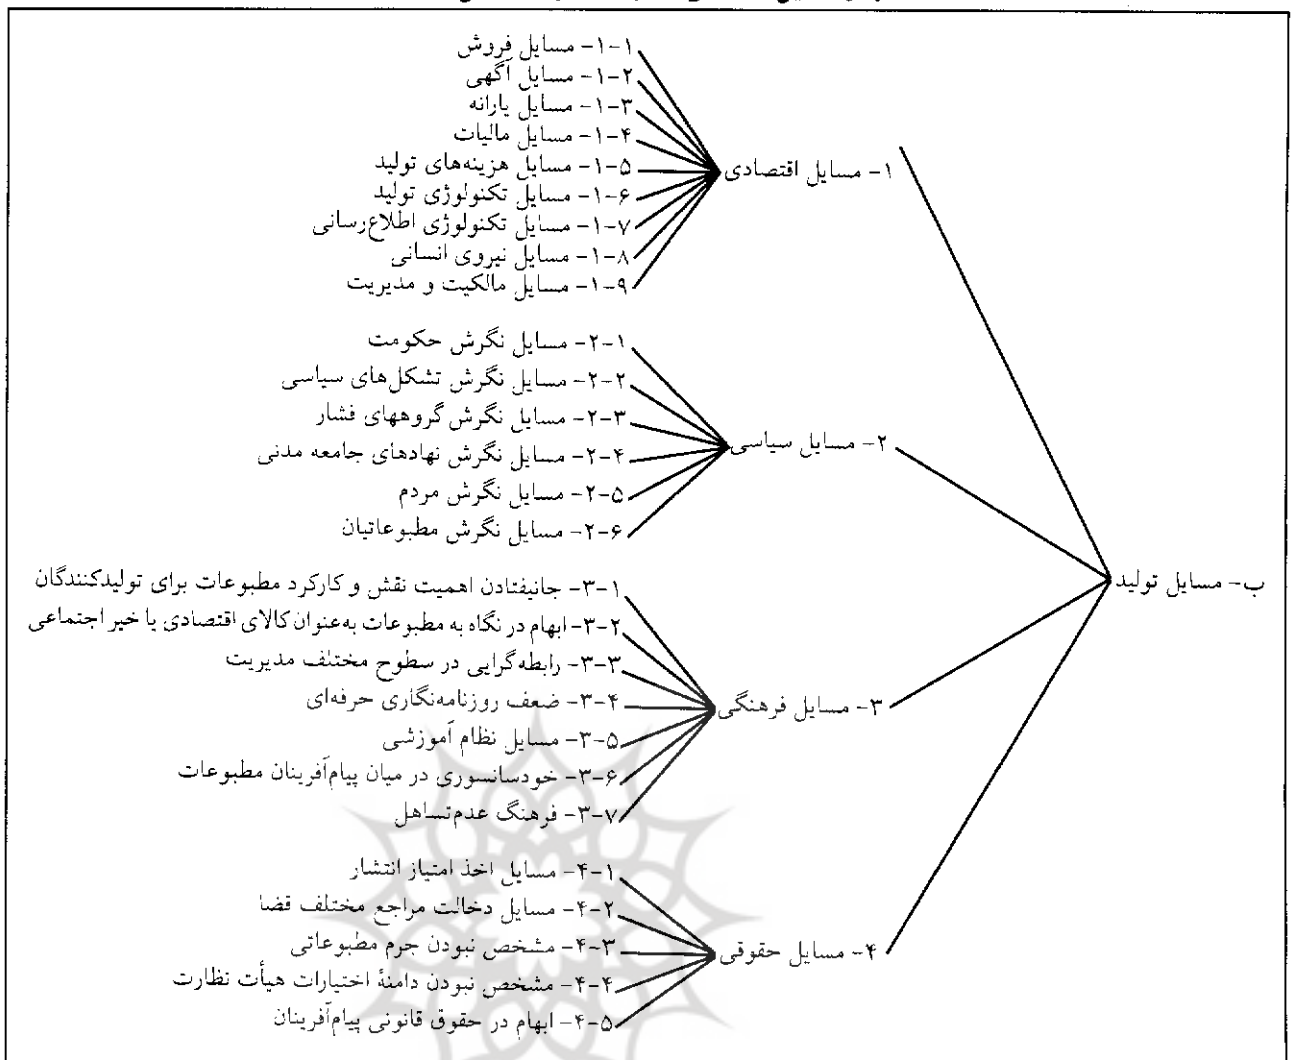 ب- مسایل تولید
۱- مسایل اقتصادی
۱-۱- مسایل فروش
۱-۲- مسایل آگهی
۱-۳- مسایل یارانه
۱-۴- مسایل مالیات
۱-۵- مسایل هزینه‌های تولید
۱-۶- مسایل تکنولوژی تولید
۱-۷- مسایل تکنولوژی اطلاع‌رسانی
۱-۸- مسایل نیروی انسانی
۱-۹- مسایل مالکیت و مدیریت
۲- مسایل سیاسی
۲-۱- مسایل نگرش حکومت
۲-۲- مسایل نگرش تشکل‌های سیاسی
۲-۳- مسایل نگرش گروههای فشار
۲-۴- مسایل نگرش نهادهای جامعه مدنی
۲-۵- مسایل نگرش مردم
۲-۶- مسایل نگرش مطبوعاتیان
۳- مسایل فرهنگی
۳-۱- جانیفتادن اهمیت نقش و کارکرد مطبوعات برای تولیدکنندگان
۳-۲- ابهام در نگاه به مطبوعات به‌عنوان کالای اقتصادی یا خیر اجتماعی
۳-۳- رابطه‌گرایی در سطوح مختلف مدیریت
۳-۴- ضعف روزنامه‌نگاری حرفه‌ای
۳-۵- مسایل نظام آموزشی
۳-۶- خودسانسوری در میان پیام‌آفرینان مطبوعات
۳-۷- فرهنگ عدم‌تساهل
۴- مسایل حقوقی
۴-۱- مسایل اخذ امتیاز انتشار
۴-۲- مسایل دخالت مراجع مختلف قضا
۴-۳- مشخص نبودن جرم مطبوعاتی
۴-۴- مشخص نبودن دامنهٔ اختیارات هیأت نظارت
۴-۵- ابهام در حقوق قانونی پیام‌آفرینان